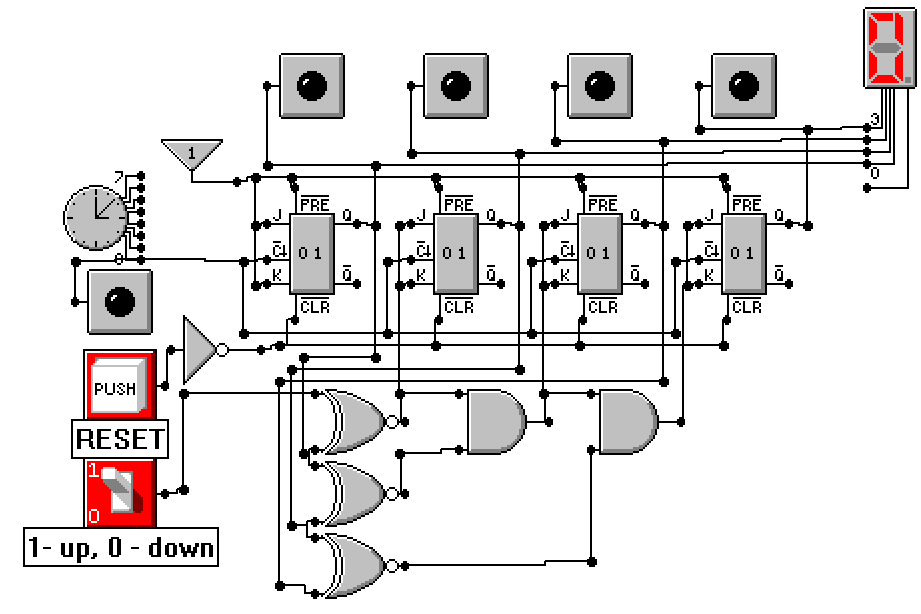 3
0
1
7
0
PRE PRE PRE PRE
J Q J Q J Q J Q
C↓ 0 1 C↓ 0 1 C↓ 0 1 C↓ 0 1
K Q K Q K Q K Q
CLR CLR CLR CLR
PUSH
RESET
1
0
1- up, 0 - down